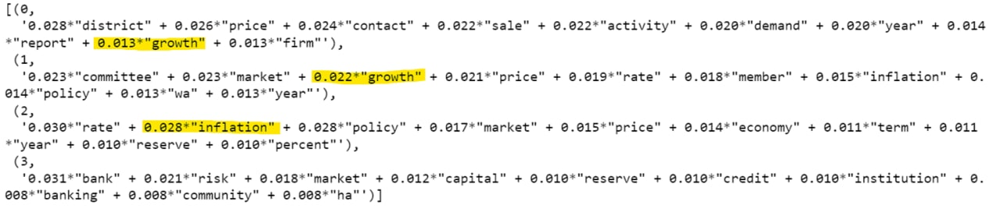 [(0,
'0.028*"district" + 0.026*"price" + 0.024*"contact" + 0.022*"sale" + 0.022*"activity" + 0.020*"demand" + 0.020*"year" + 0.014
*"report" + 0.013*"growth" + 0.013*"firm"'),
(1,
'0.023*"committee" + 0.023*"market" + 0.022*"growth" + 0.021*"price" + 0.019*"rate" + 0.018*"member" + 0.015*"inflation" + 0.
014*"policy" + 0.013*"wa" + 0.013*"year"'),
(2,
'0.030*"rate" + 0.028*"inflation" + 0.028*"policy" + 0.017*"market" + 0.015*"price" + 0.014*"economy" + 0.011*"term" + 0.011
*"year" + 0.010*"reserve" + 0.010*"percent"'),
(3,
'0.031*"bank" + 0.021*"risk" + 0.018*"market" + 0.012*"capital" + 0.010*"reserve" + 0.010*"credit" + 0.010*"institution" + 0.
008*"banking" + 0.008*"community" + 0.008*"ha"')]